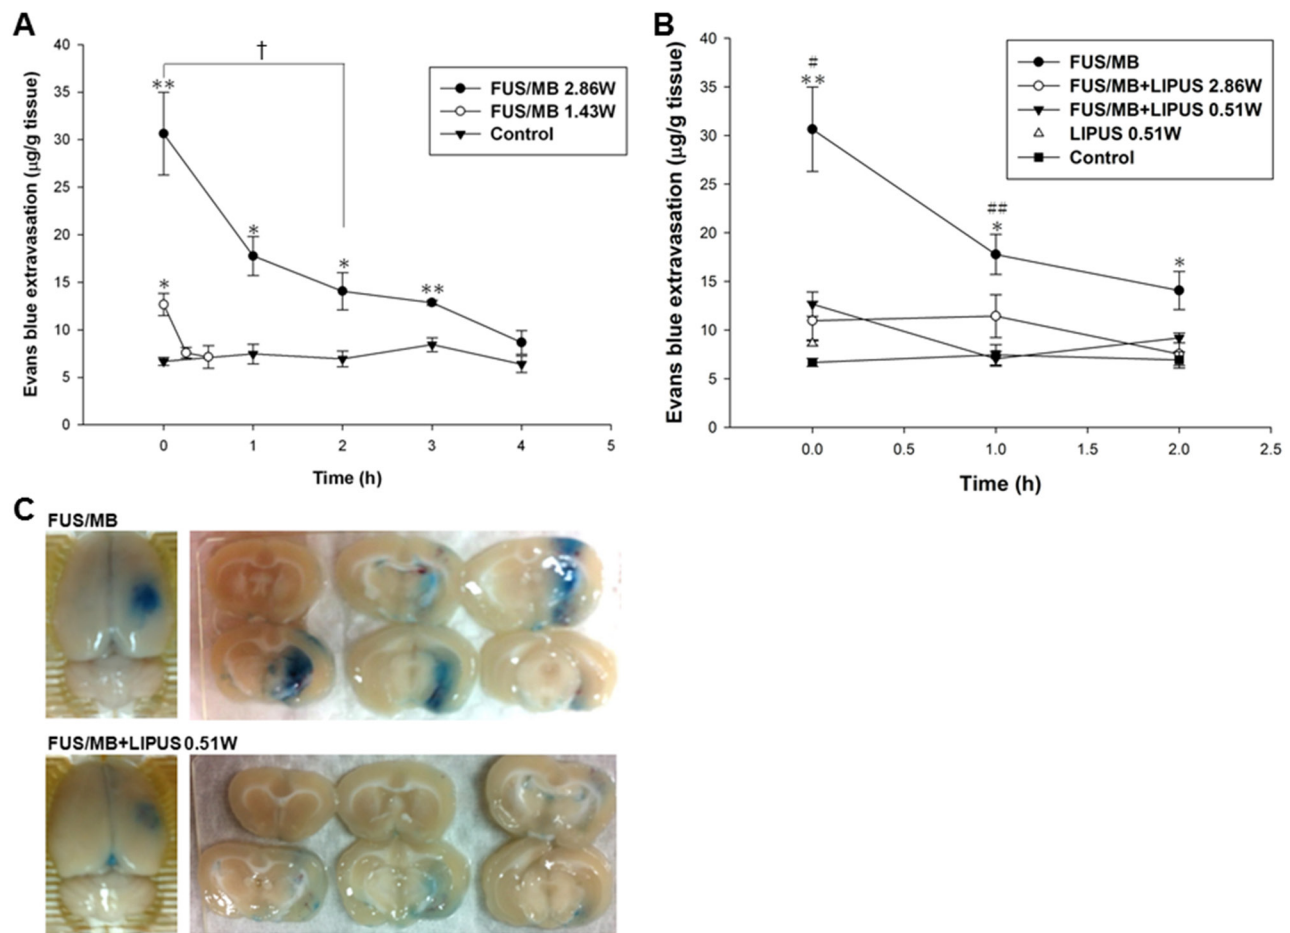 A
Evans blue extravasation (µg/g tissue)
40
35
30
25
20
15
10
5
0
†
**
*
*
**
*
FUS/MB 2.86W
FUS/MB 1.43W
Control
0
1
2
3
4
5
Time (h)
B
Evans blue extravasation (µg/g tissue)
40
35
30
25
20
15
10
5
0
#
**
##
*
*
FUS/MB
FUS/MB+LIPUS 2.86W
FUS/MB+LIPUS 0.51W
LIPUS 0.51W
Control
0.0
0.5
1.0
1.5
2.0
2.5
Time (h)
C
FUS/MB
FUS/MB+LIPUS 0.51W